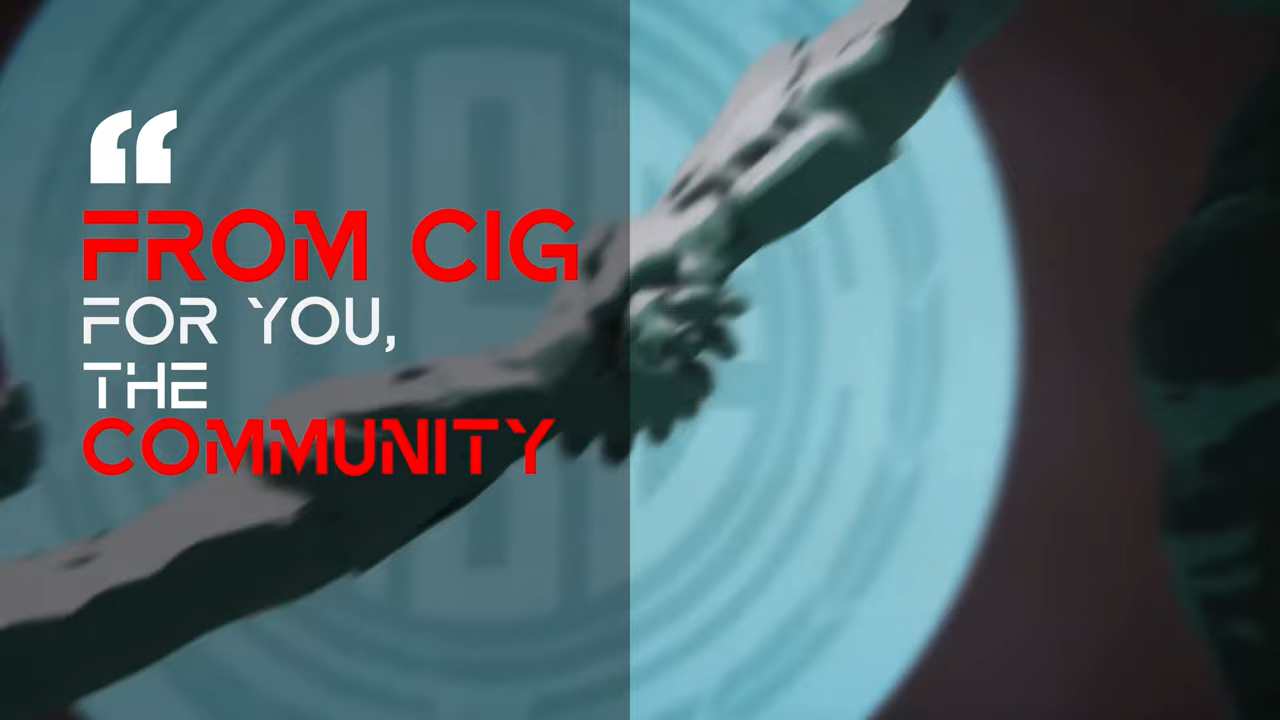 “
FROM CIG
FOR YOU,
THE
COMMUNITY